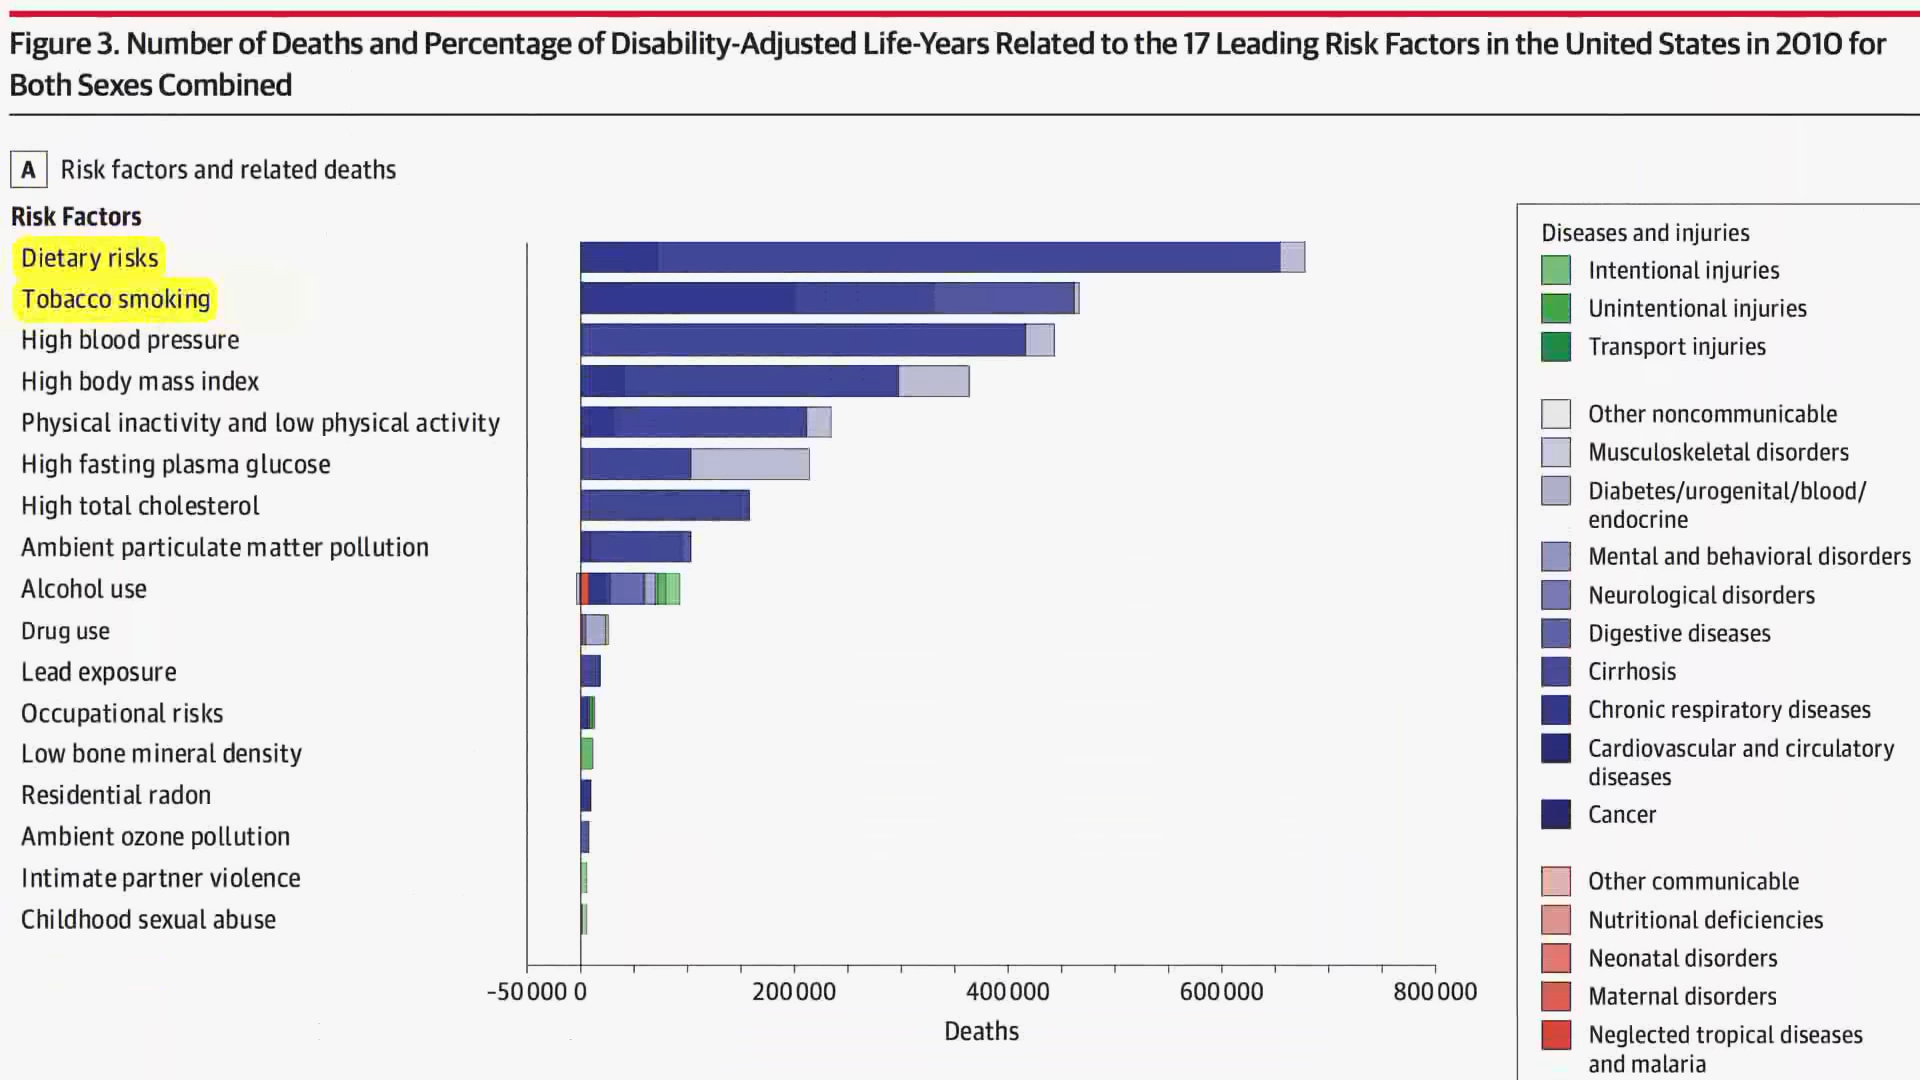 Figure 3. Number of Deaths and Percentage of Disability-Adjusted Life-Years Related to the 17 Leading Risk Factors in the United States in 2010 for
Both Sexes Combined
A Risk factors and related deaths
Risk Factors
Dietary risks
Tobacco smoking
High blood pressure
High body mass index
Physical inactivity and low physical activity
High fasting plasma glucose
High total cholesterol
Ambient particulate matter pollution
Alcohol use
Drug use
Lead exposure
Occupational risks
Low bone mineral density
Residential radon
Ambient ozone pollution
Intimate partner violence
Childhood sexual abuse
-50000 0 200000 400000 600000 800000
Deaths
Diseases and injuries
Intentional injuries
Unintentional injuries
Transport injuries
Other noncommunicable
Musculoskeletal disorders
Diabetes/urogenital/blood/
endocrine
Mental and behavioral disorders
Neurological disorders
Digestive diseases
Cirrhosis
Chronic respiratory diseases
Cardiovascular and circulatory
diseases
Cancer
Other communicable
Nutritional deficiencies
Neonatal disorders
Maternal disorders
Neglected tropical diseases
and malaria